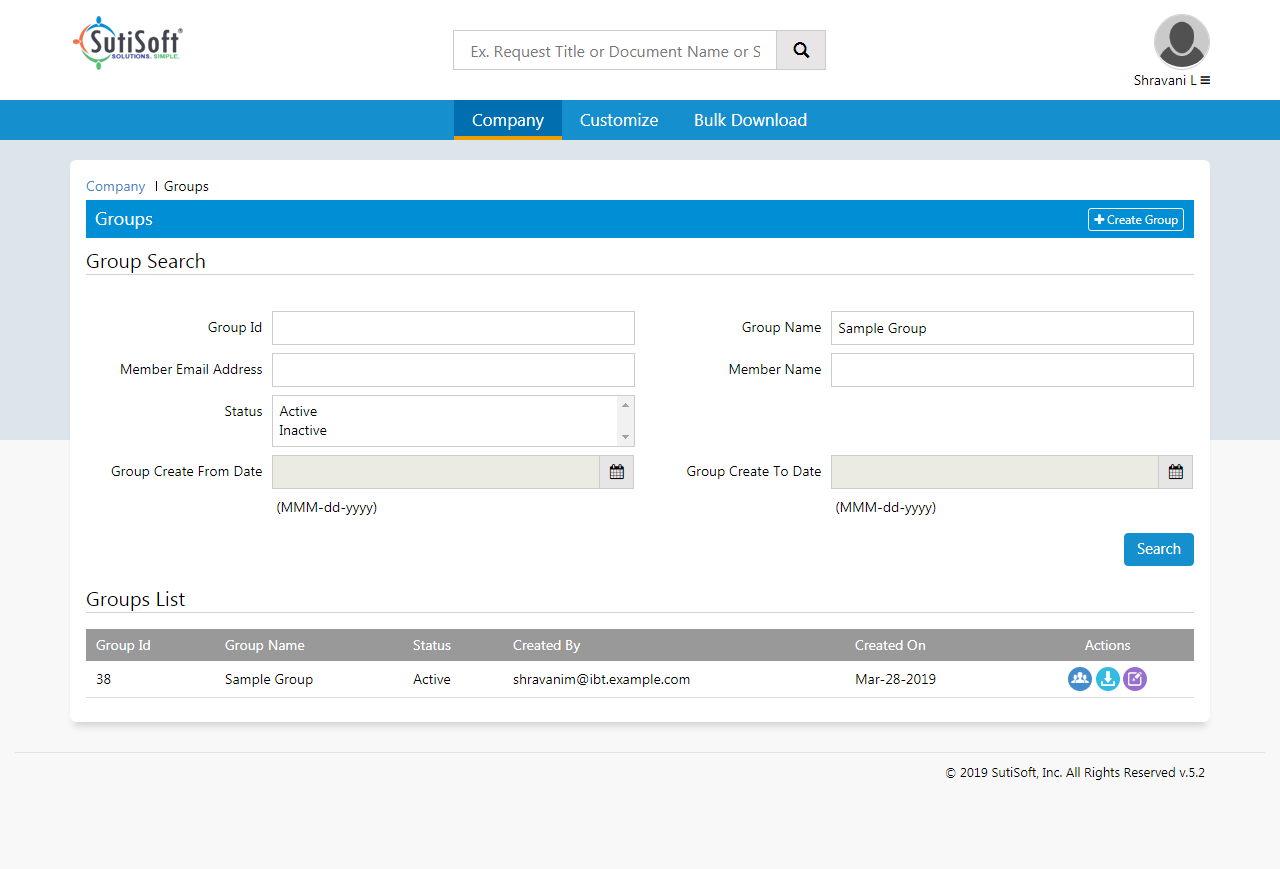 SutiSoft®
SOLUTIONS. SIMPLE.
Ex. Request Title or Document Name or S
Shravani L
Company Customize Bulk Download
Company | Groups
Groups Create Group
Group Search
Group Id Group Name Sample Group
Member Email Address Member Name
Status Active
Inactive
Group Create From Date Group Create To Date
(MMM-dd-yyyy) (MMM-dd-yyyy)
Search
Groups List
Group Id Group Name Status Created By Created On Actions
38 Sample Group Active shravanim@ibt.example.com Mar-28-2019
© 2019 SutiSoft, Inc. All Rights Reserved v.5.2